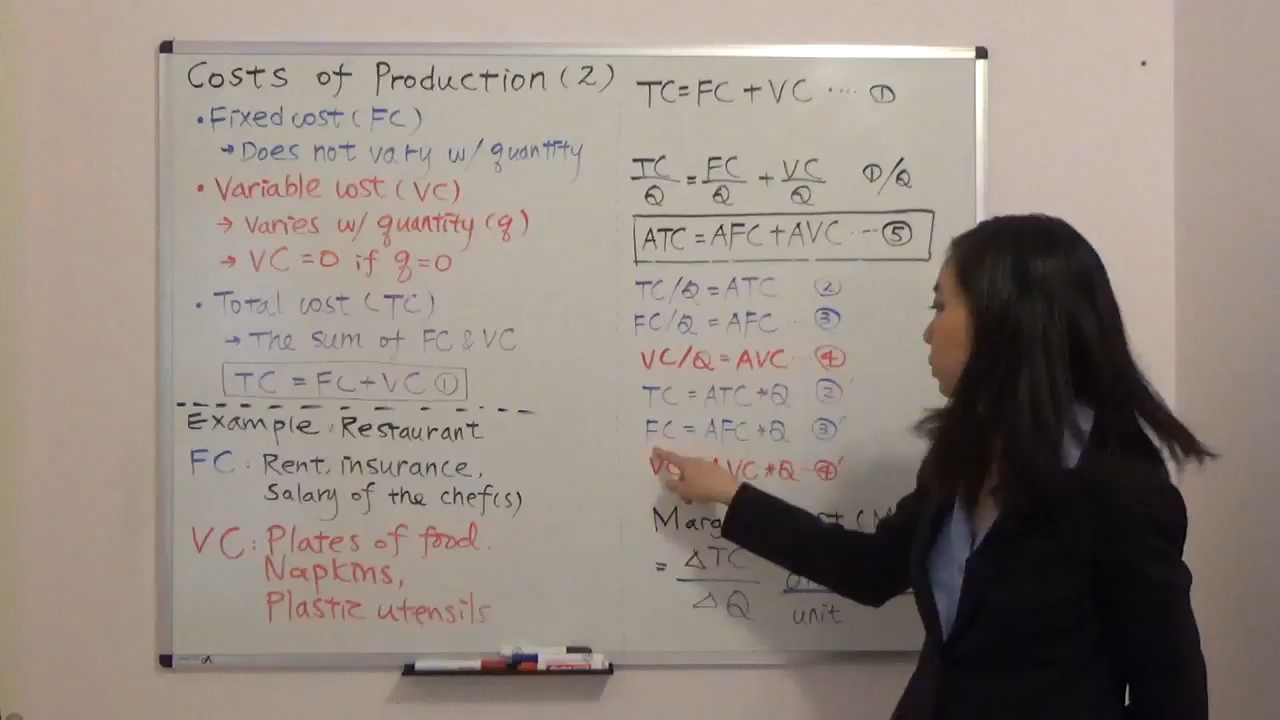 Costs of Production (2)
• Fixed cost (FC)
→ Does not vary w/ quantity
• Variable cost (VC)
→ Varies w/ quantity (q)
→ VC = 0 if q = 0
• Total cost (TC)
→ The sum of FC & VC
TC = FC + VC ①
Example: Restaurant
FC: Rent, insurance,
Salary of the chef(s)
VC: Plates of food.
Napkins,
Plastic utensils
TC = FC + VC ···· ①
TC/Q = FC/Q + VC/Q ①/Q
ATC = AFC + AVC ··· ⑤
TC/Q = ATC ②
FC/Q = AFC ·· ③
VC/Q = AVC ·· ④
TC = ATC * Q ②′
FC = AFC * Q ③′
VC * Q ④′
= ΔTC/ΔQ
unit